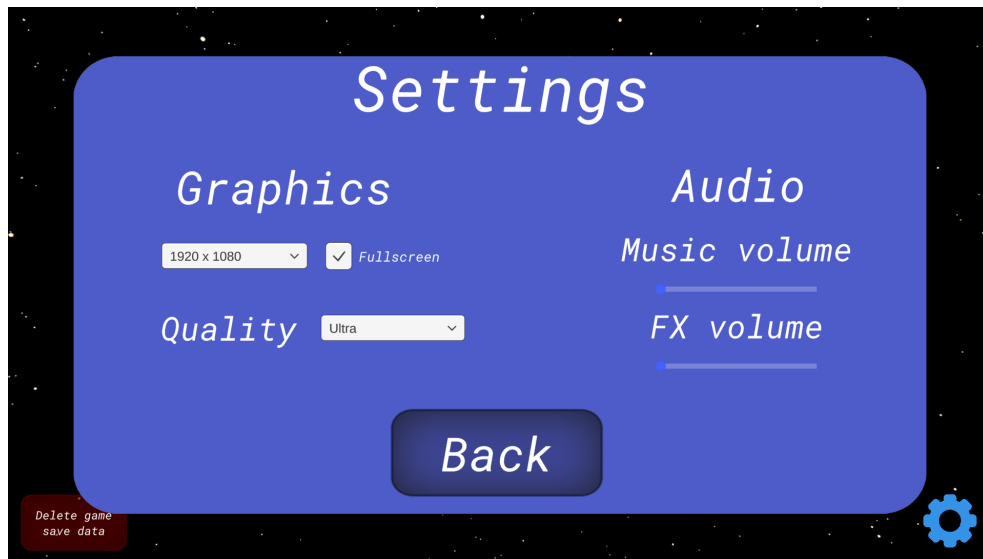 Settings
Graphics
1920 x 1080
Fullscreen
Quality
Ultra
Audio
Music volume
FX volume
Back
Delete game
save data